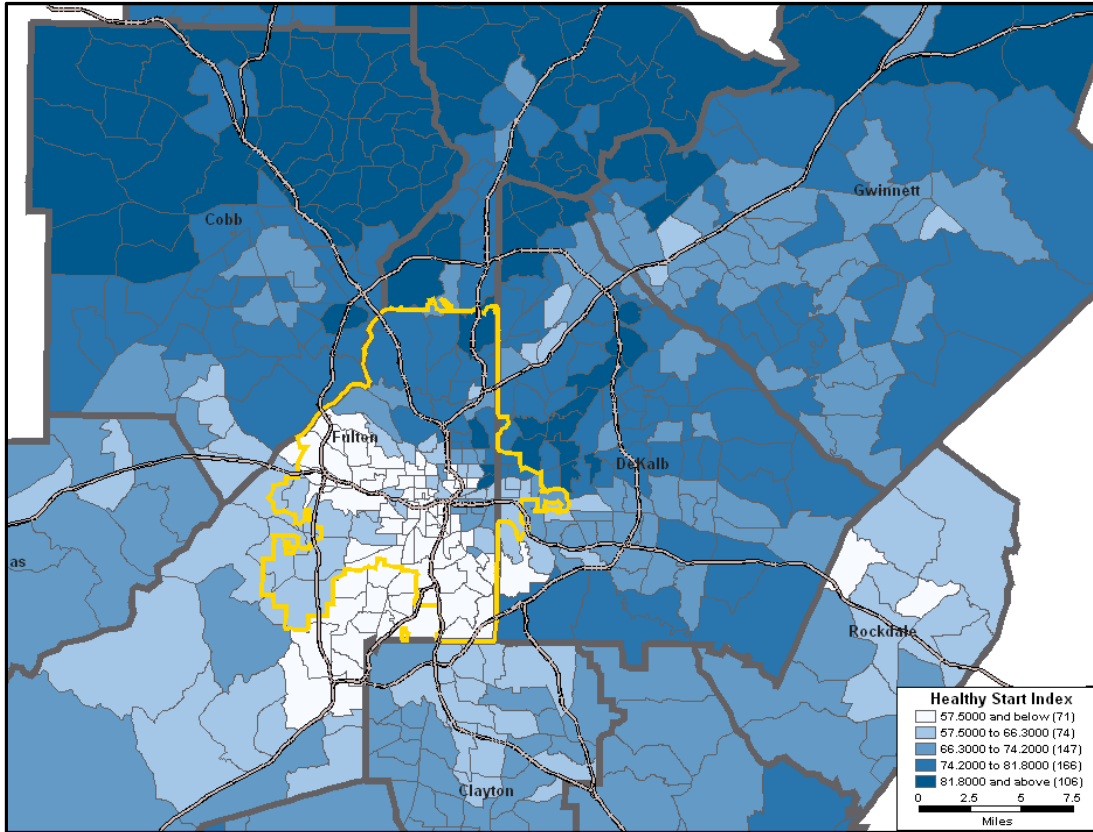 Gwinnett
Cobb
Fulton
DeKalb
as
Rockdale
Clayton
Healthy Start Index
57.5000 and below (71)
57.5000 to 66.3000 (74)
66.3000 to 74.2000 (147)
74.2000 to 81.8000 (166)
81.8000 and above (106)
0 2.5 5 7.5
Miles